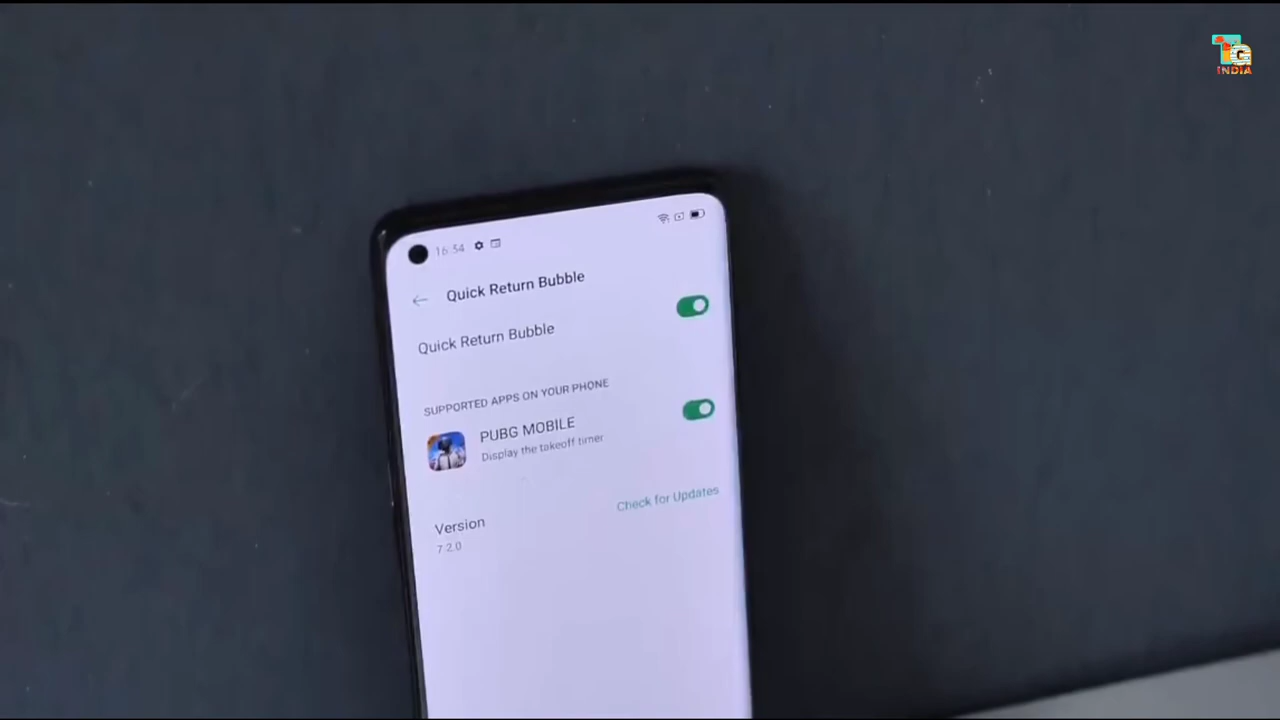 TG
INDIA
16:34
Quick Return Bubble
Quick Return Bubble
SUPPORTED APPS ON YOUR PHONE
PUBG MOBILE
Display the takeoff timer
Version
Check for Updates
7.2.0